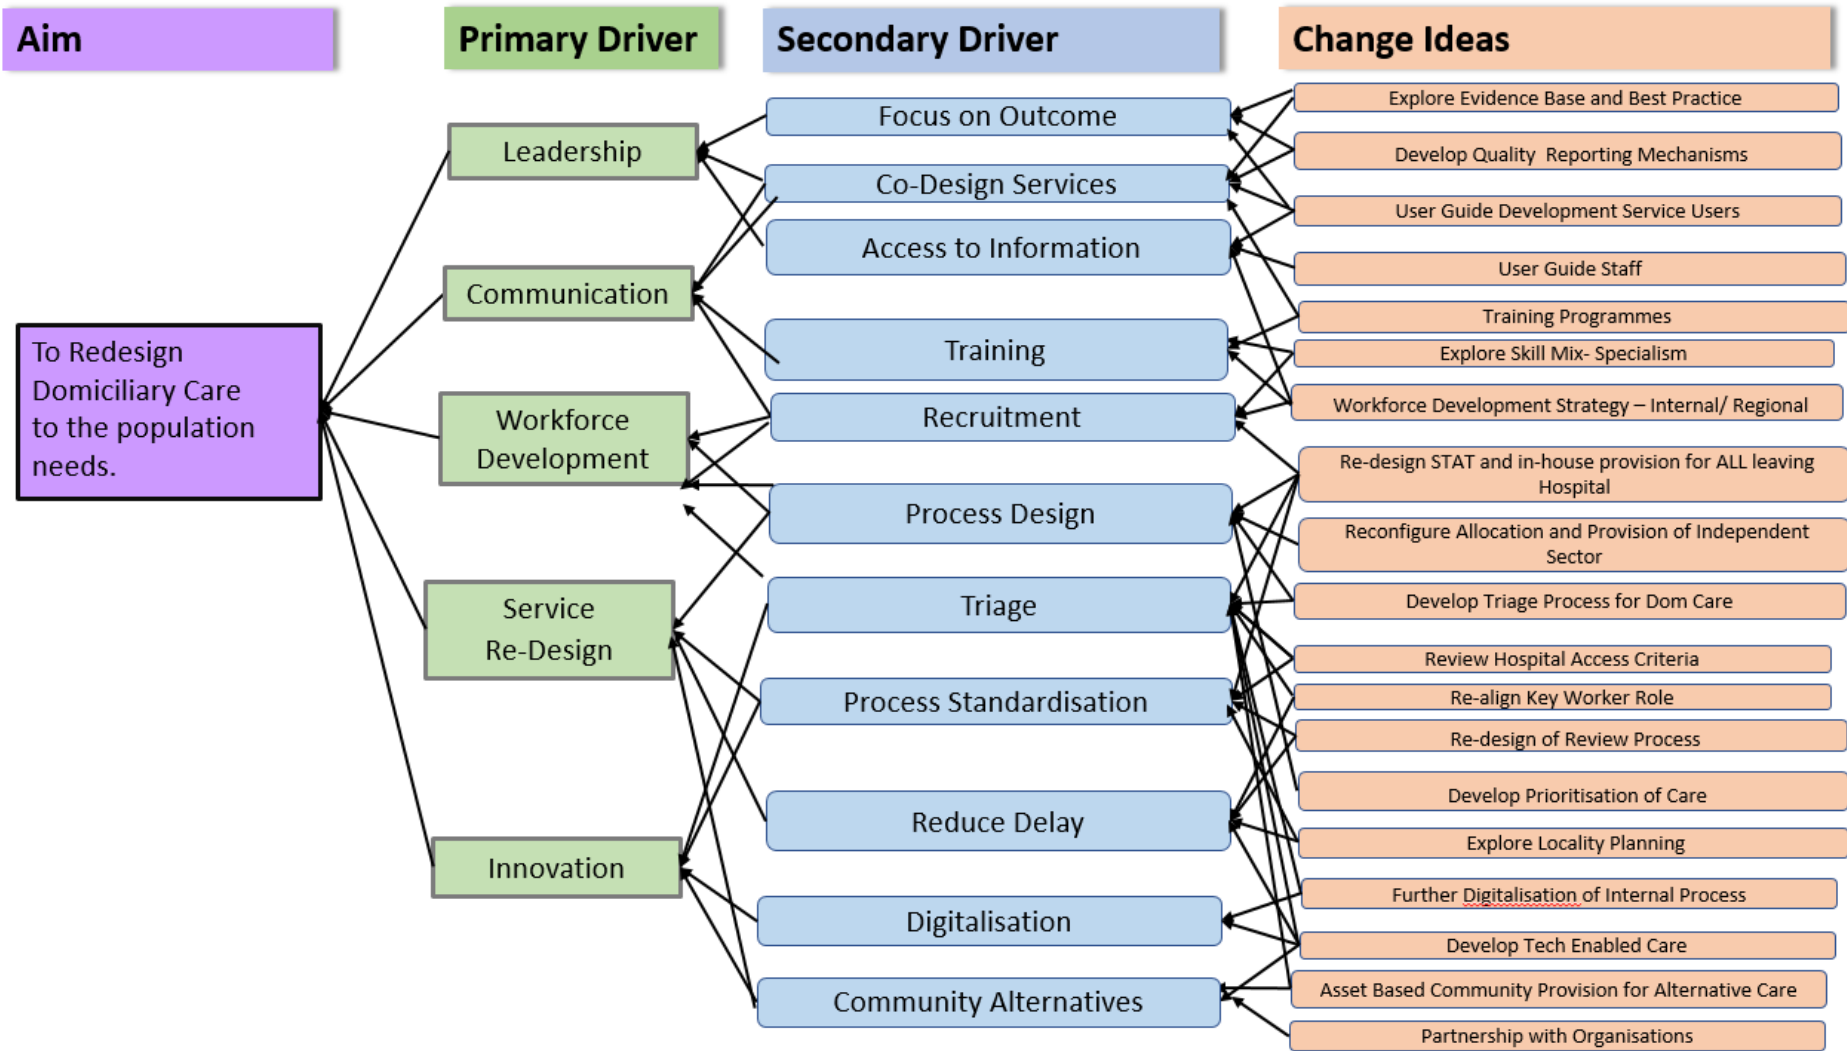 Aim
Primary Driver
Secondary Driver
Change Ideas
To Redesign
Domiciliary Care
to the population
needs.
Leadership
Communication
Workforce
Development
Service
Re-Design
Innovation
Focus on Outcome
Co-Design Services
Access to Information
Training
Recruitment
Process Design
Triage
Process Standardisation
Reduce Delay
Digitalisation
Community Alternatives
Explore Evidence Base and Best Practice
Develop Quality  Reporting Mechanisms
User Guide Development Service Users
User Guide Staff
Training Programmes
Explore Skill Mix- Specialism
Workforce Development Strategy – Internal/ Regional
Re-design STAT and in-house provision for ALL leaving
Hospital
Reconfigure Allocation and Provision of Independent
Sector
Develop Triage Process for Dom Care
Review Hospital Access Criteria
Re-align Key Worker Role
Re-design of Review Process
Develop Prioritisation of Care
Explore Locality Planning
Further Digitalisation of Internal Process
Develop Tech Enabled Care
Asset Based Community Provision for Alternative Care
Partnership with Organisations